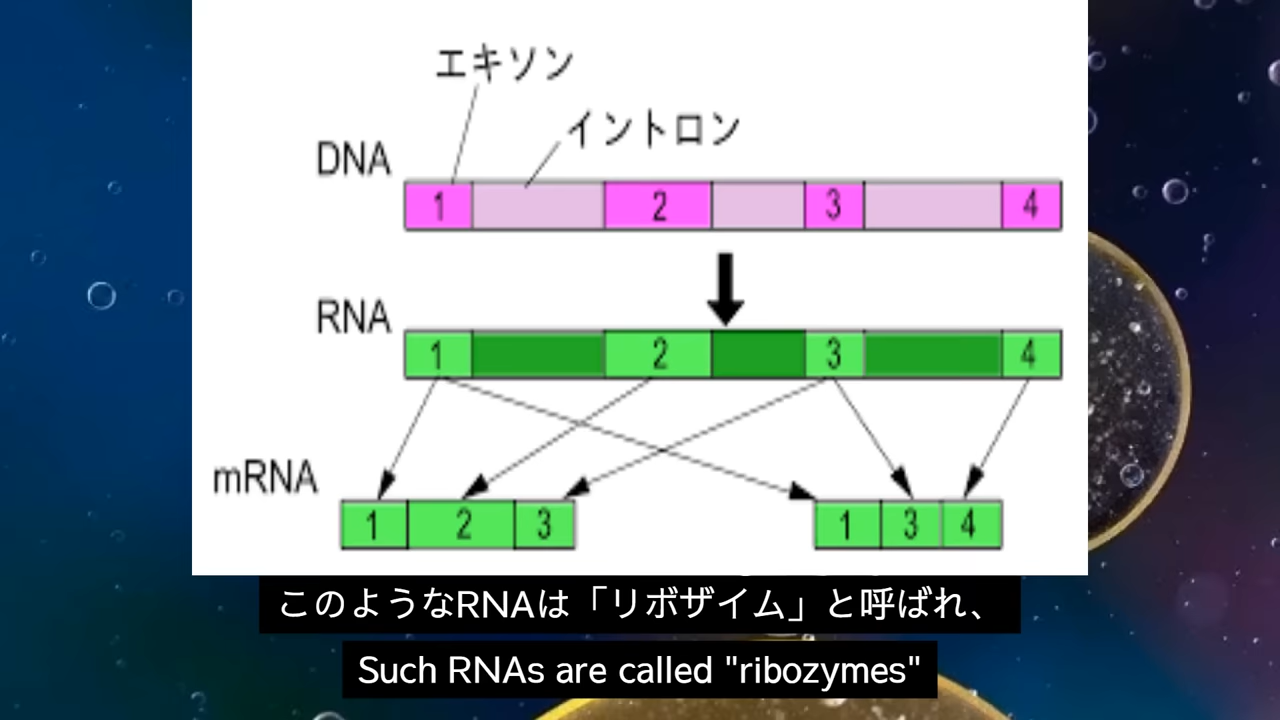 エキソン
イントロン
DNA
1 2 3 4
RNA
1 2 3 4
mRNA
1 2 3 1 3 4
このようなRNAは「リボザイム」と呼ばれ、
Such RNAs are called "ribozymes"